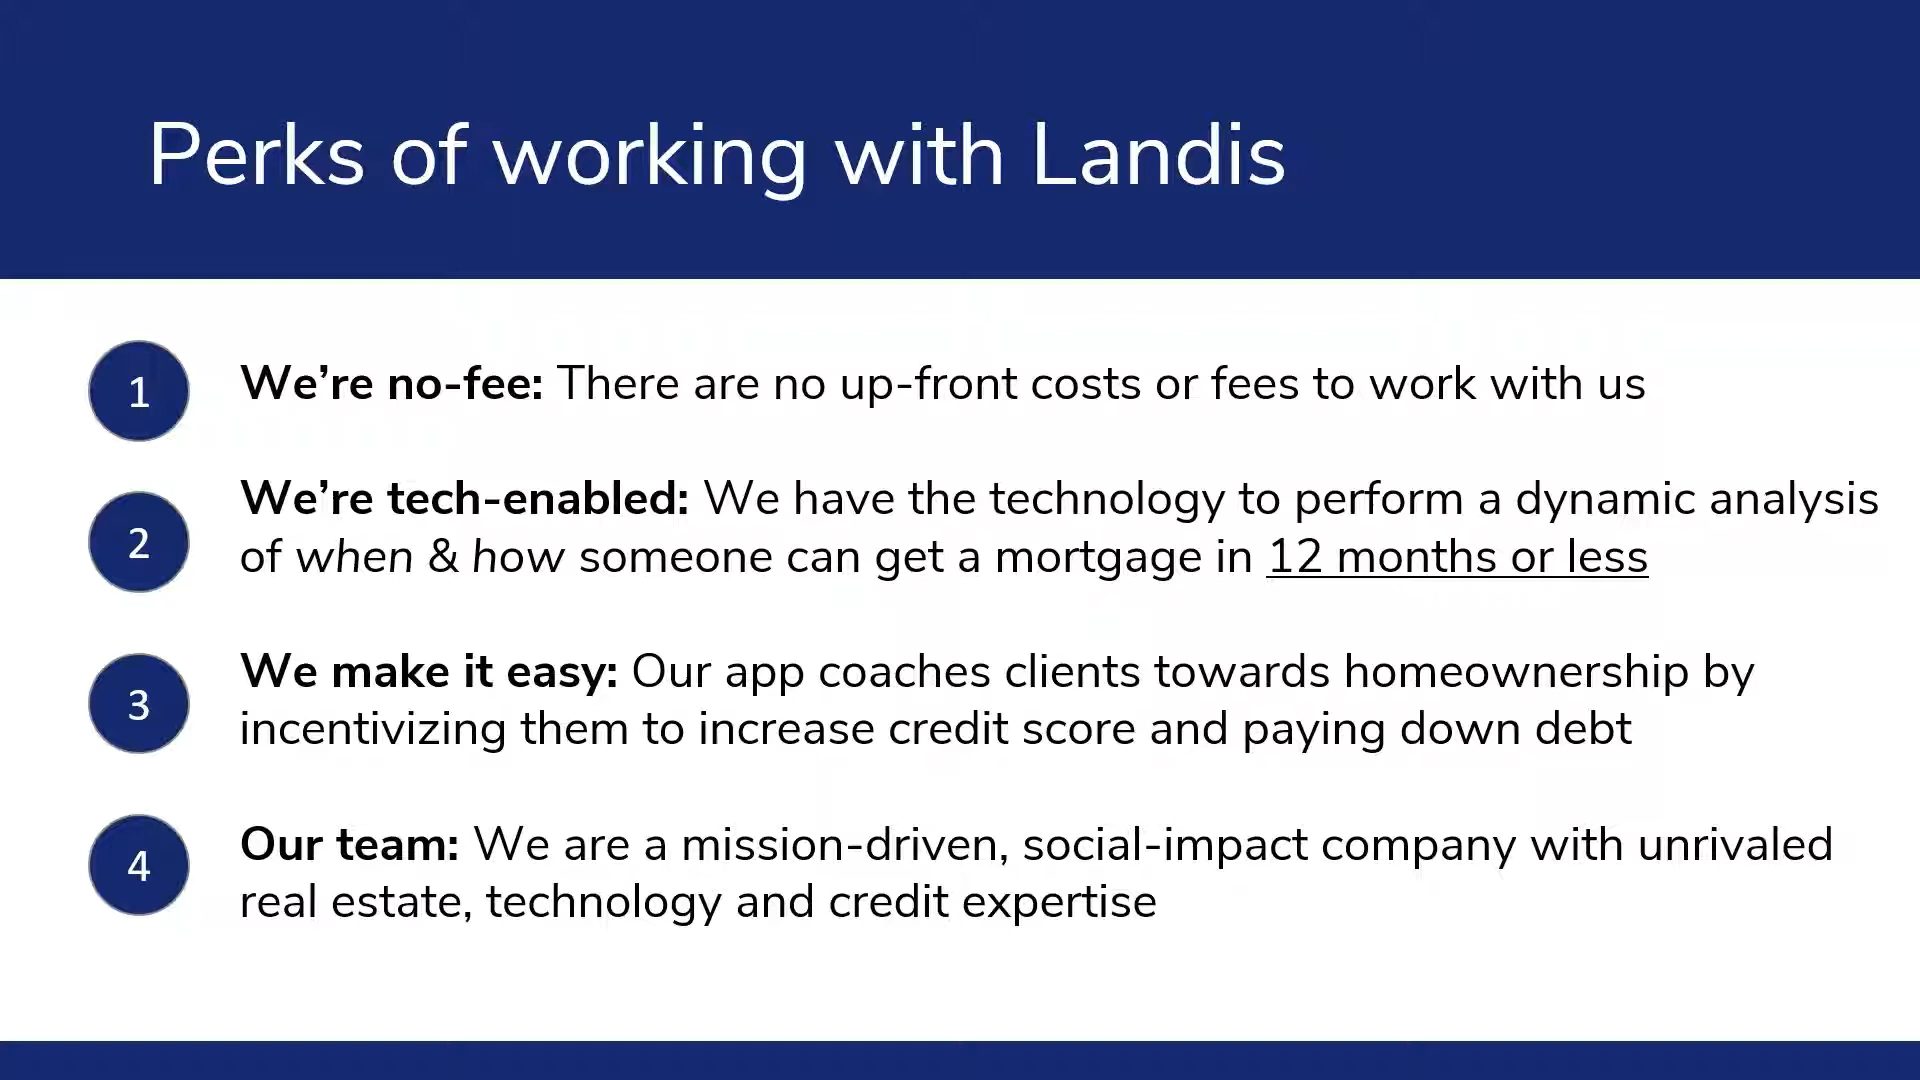 Perks of working with Landis
1
We’re no-fee: There are no up-front costs or fees to work with us
2
We’re tech-enabled: We have the technology to perform a dynamic analysis
of when & how someone can get a mortgage in 12 months or less
3
We make it easy: Our app coaches clients towards homeownership by
incentivizing them to increase credit score and paying down debt
4
Our team: We are a mission-driven, social-impact company with unrivaled
real estate, technology and credit expertise